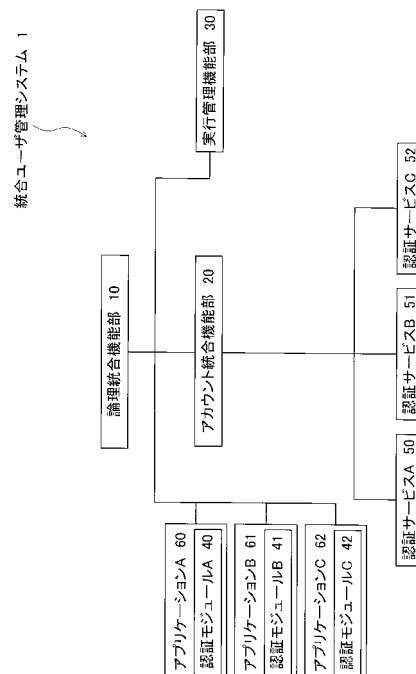 統合ユーザ管理システム 1
論理統合機能部 10
実行管理機能部 30
アカウント統合機能部 20
アプリケーションA 60
認証モジュールA 40
アプリケーションB 61
認証モジュールB 41
アプリケーションC 62
認証モジュールC 42
認証サービスA 50
認証サービスB 51
認証サービスC 52